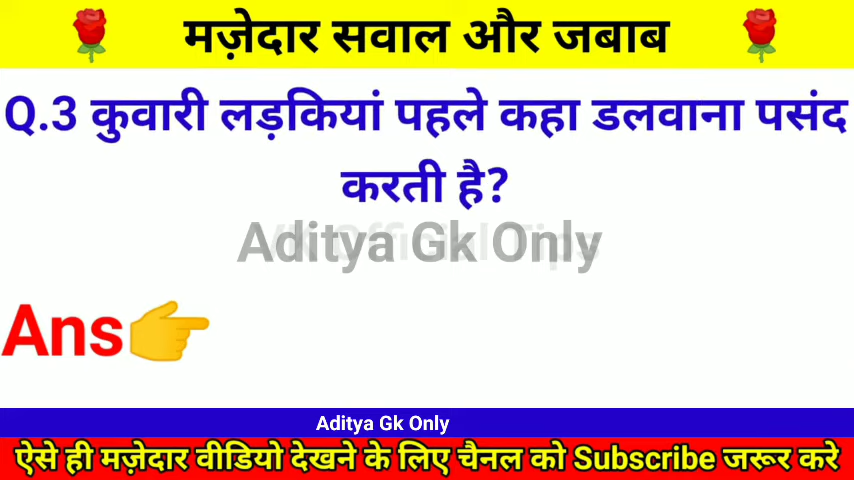 मज़ेदार सवाल और जबाब
Q.3 कुवारी लड़कियां पहले कहा डलवाना पसंद
करती है?
Aditya Gk Only
Ans
Aditya Gk Only
ऐसे ही मज़ेदार वीडियो देखने के लिए चैनल को Subscribe जरूर करे